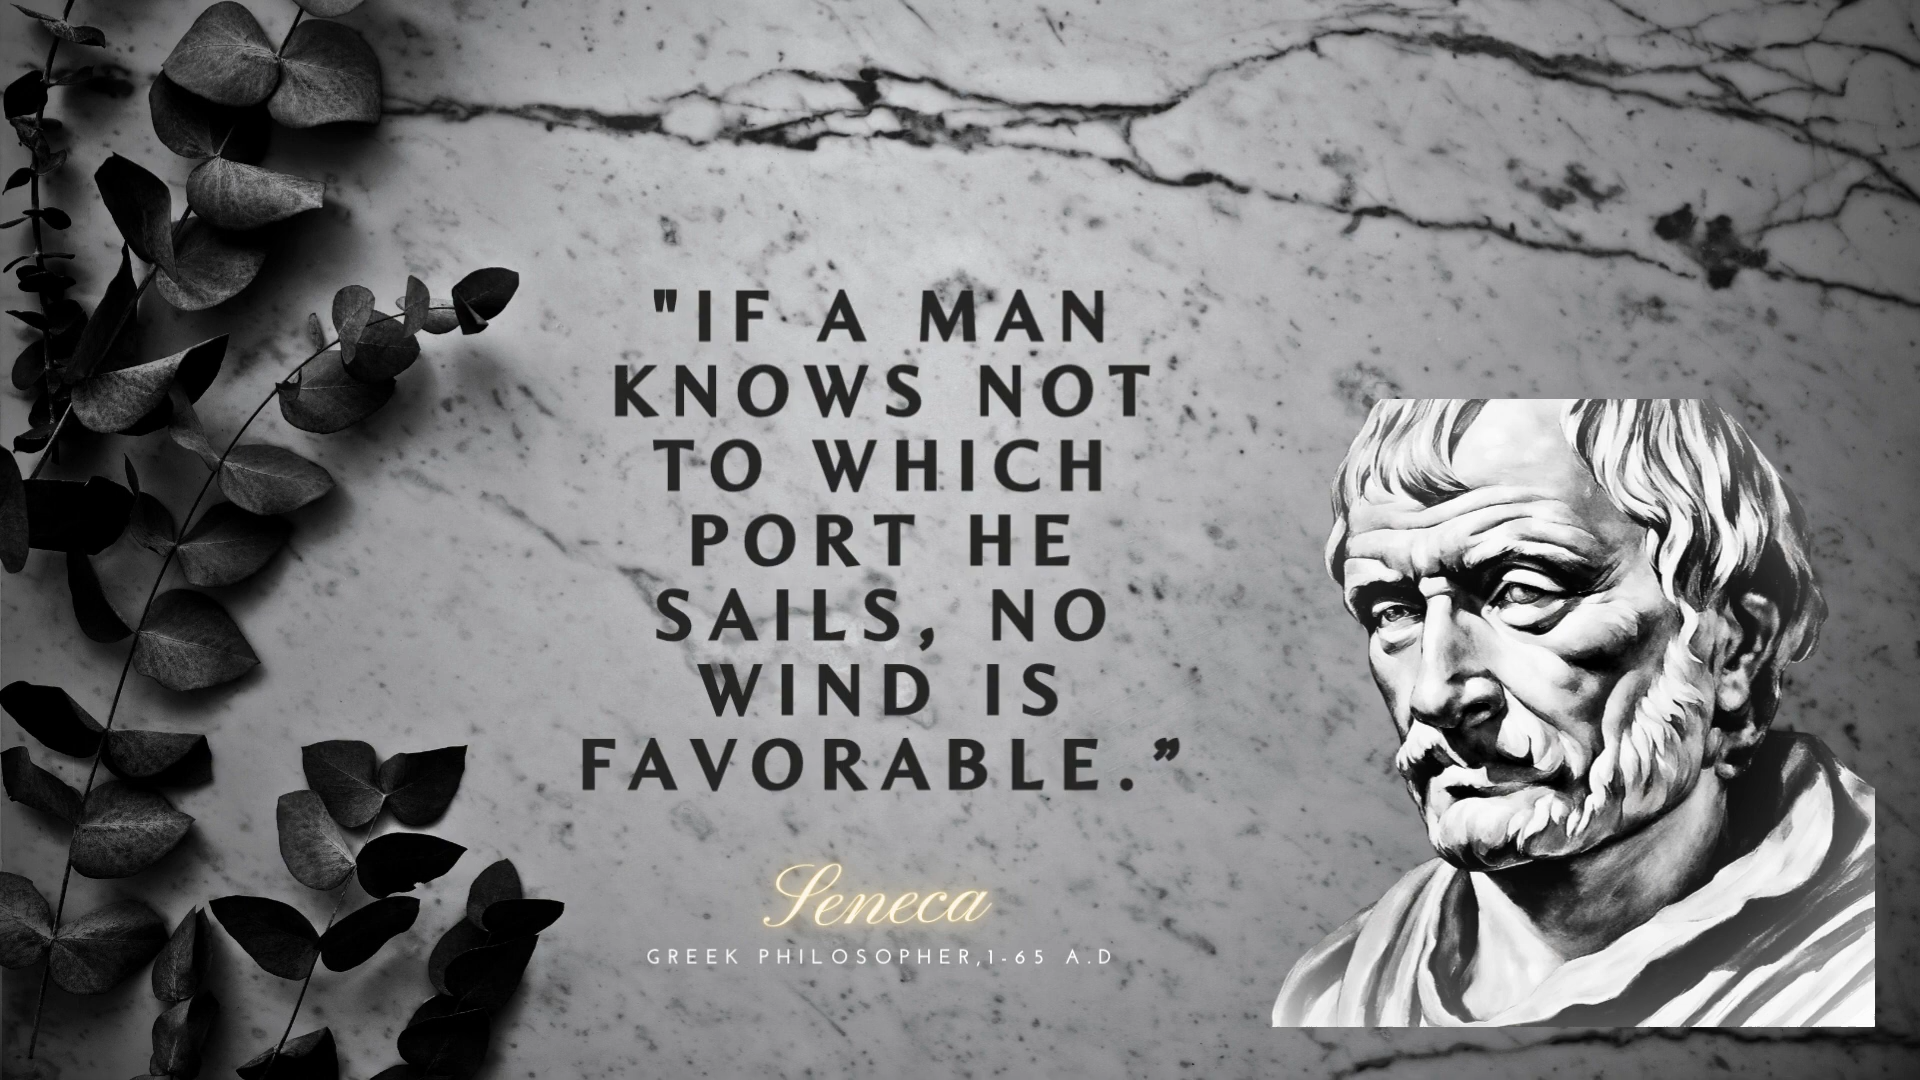 "IF A MAN
KNOWS NOT
TO WHICH
PORT HE
SAILS, NO
WIND IS
FAVORABLE.”
Seneca
GREEK PHILOSOPHER,1-65 A.D